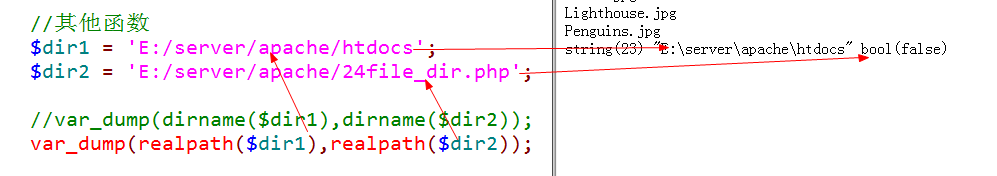 //其他函数
$dir1 = 'E:/server/apache/htdocs';
$dir2 = 'E:/server/apache/24file_dir.php';
//var_dump(dirname($dir1),dirname($dir2));
var_dump(realpath($dir1),realpath($dir2));
Lighthouse.jpg
Penguins.jpg
string(23) "E:\server\apache\htdocs" bool(false)